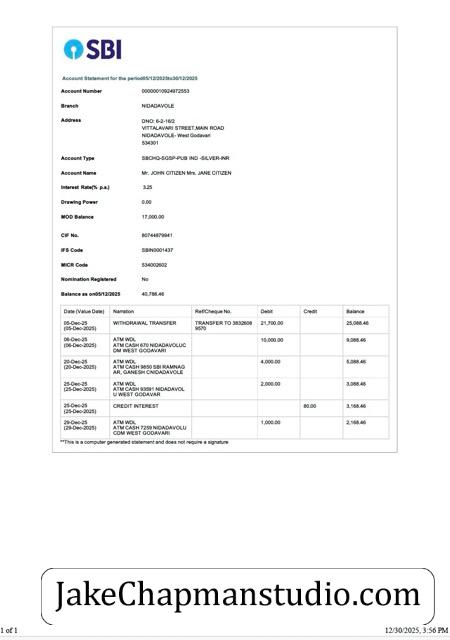 SBI
Account Statement for the period05/12/2025to30/12/2025
Account Number 00000010924972553
Branch NIDADAVOLE
Address DNO: 6-2-16/2
VITTALAVARI STREET,MAIN ROAD
NIDADAVOLE- West Godavari
534301
Account Type SBCHQ-SGSP-PUB IND -SILVER-INR
Account Name Mr. JOHN CITIZEN Mrs. JANE CITIZEN
Interest Rate(% p.a.) 3.25
Drawing Power 0.00
MOD Balance 17,000.00
CIF No. 80744879941
IFS Code SBIN0001437
MICR Code 534002602
Nomination Registered No
Balance as on05/12/2025 40,788.46
Date (Value Date) Narration Ref/Cheque No. Debit Credit Balance
05-Dec-25 WITHDRAWAL TRANSFER TRANSFER TO 3832608 21,700.00 25,088.46
(05-Dec-2025) 9570
06-Dec-25 ATM WDL 10,000.00 9,088.46
(06-Dec-2025) ATM CASH 670 NIDADAVOLUC
DM WEST GODAVARI
20-Dec-25 ATM WDL 4,000.00 5,088.46
(20-Dec-2025) ATM CASH 9850 SBI RAMNAG
AR, GANESH CNIDADAVOLE
25-Dec-25 ATM WDL 2,000.00 3,088.46
(25-Dec-2025) ATM CASH 93591 NIDADAVOL
U WEST GODAVAR
25-Dec-25 CREDIT INTEREST 80.00 3,168.46
(25-Dec-2025)
29-Dec-25 ATM WDL 1,000.00 2,168.46
(29-Dec-2025) ATM CASH 7259 NIDADAVOLU
CDM WEST GODAVARI
**This is a computer generated statement and does not require a signature
JakeChapmanstudio.com
1 of 1 12/30/2025, 3:56 PM